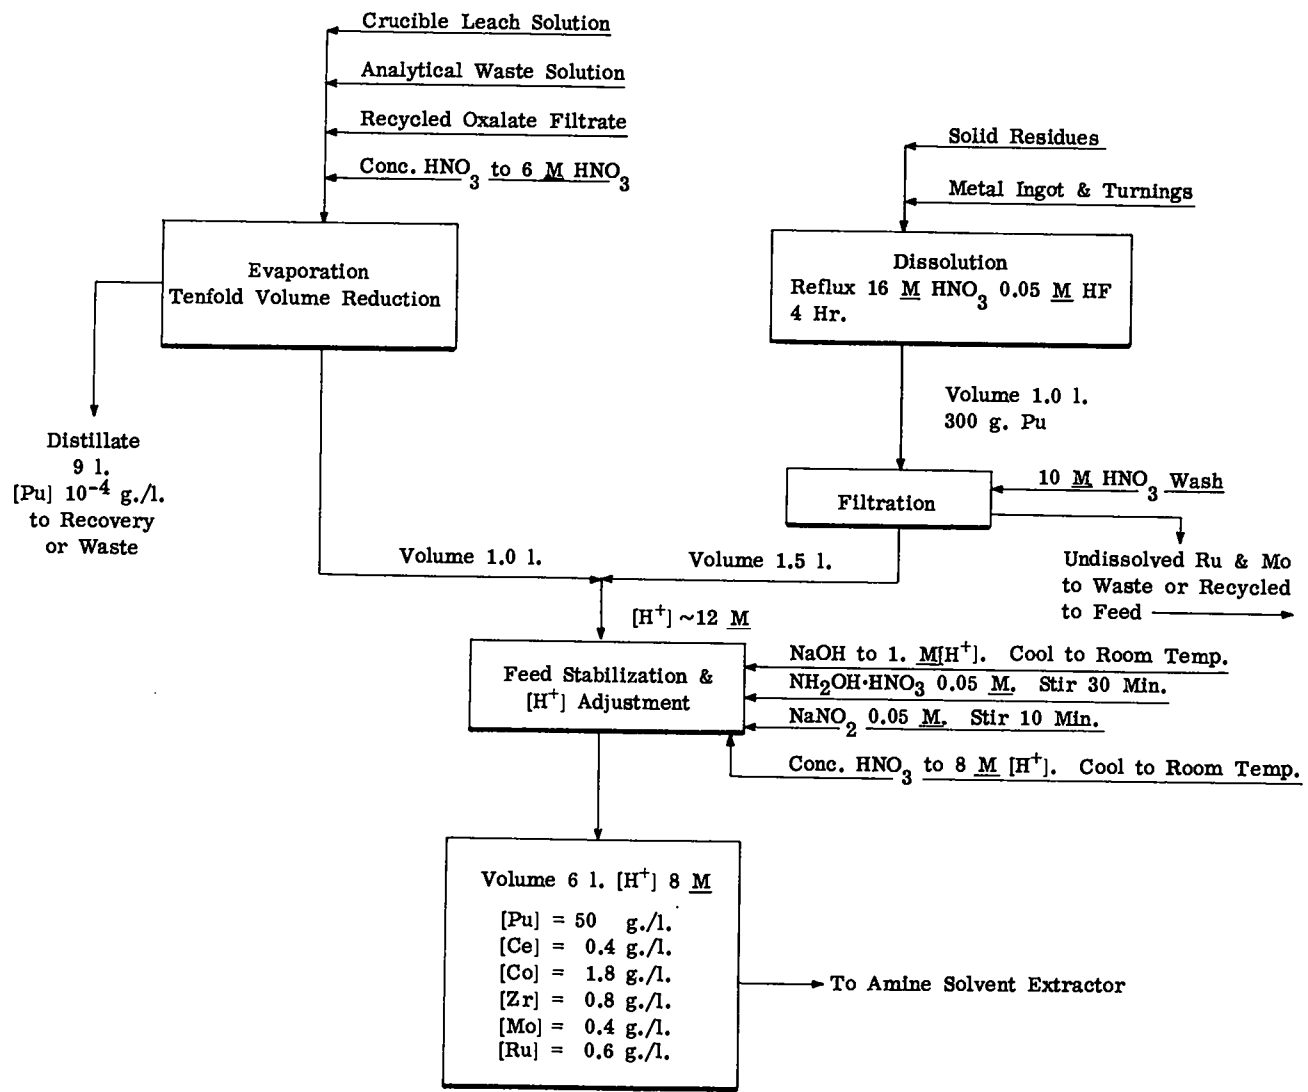 Crucible Leach Solution
Analytical Waste Solution
Recycled Oxalate Filtrate
Conc. HNO3 to 6 M HNO3
Evaporation
Tenfold Volume Reduction
Distillate
9 l.
[Pu] 10⁻⁴ g./l.
to Recovery
or Waste
Solid Residues
Metal Ingot & Turnings
Dissolution
Reflux 16 M HNO3 0.05 M HF
4 Hr.
Volume 1.0 l.
300 g. Pu
10 M HNO3 Wash
Filtration
Undissolved Ru & Mo
to Waste or Recycled
to Feed
Volume 1.0 l.
Volume 1.5 l.
[H⁺] ~12 M
Feed Stabilization &
[H⁺] Adjustment
NaOH to 1. M[H⁺]. Cool to Room Temp.
NH2OH·HNO3 0.05 M. Stir 30 Min.
NaNO2 0.05 M. Stir 10 Min.
Conc. HNO3 to 8 M [H⁺]. Cool to Room Temp.
Volume 6 l. [H⁺] 8 M
[Pu] = 50 g./l.
[Ce] = 0.4 g./l.
[Co] = 1.8 g./l.
[Zr] = 0.8 g./l.
[Mo] = 0.4 g./l.
[Ru] = 0.6 g./l.
To Amine Solvent Extractor